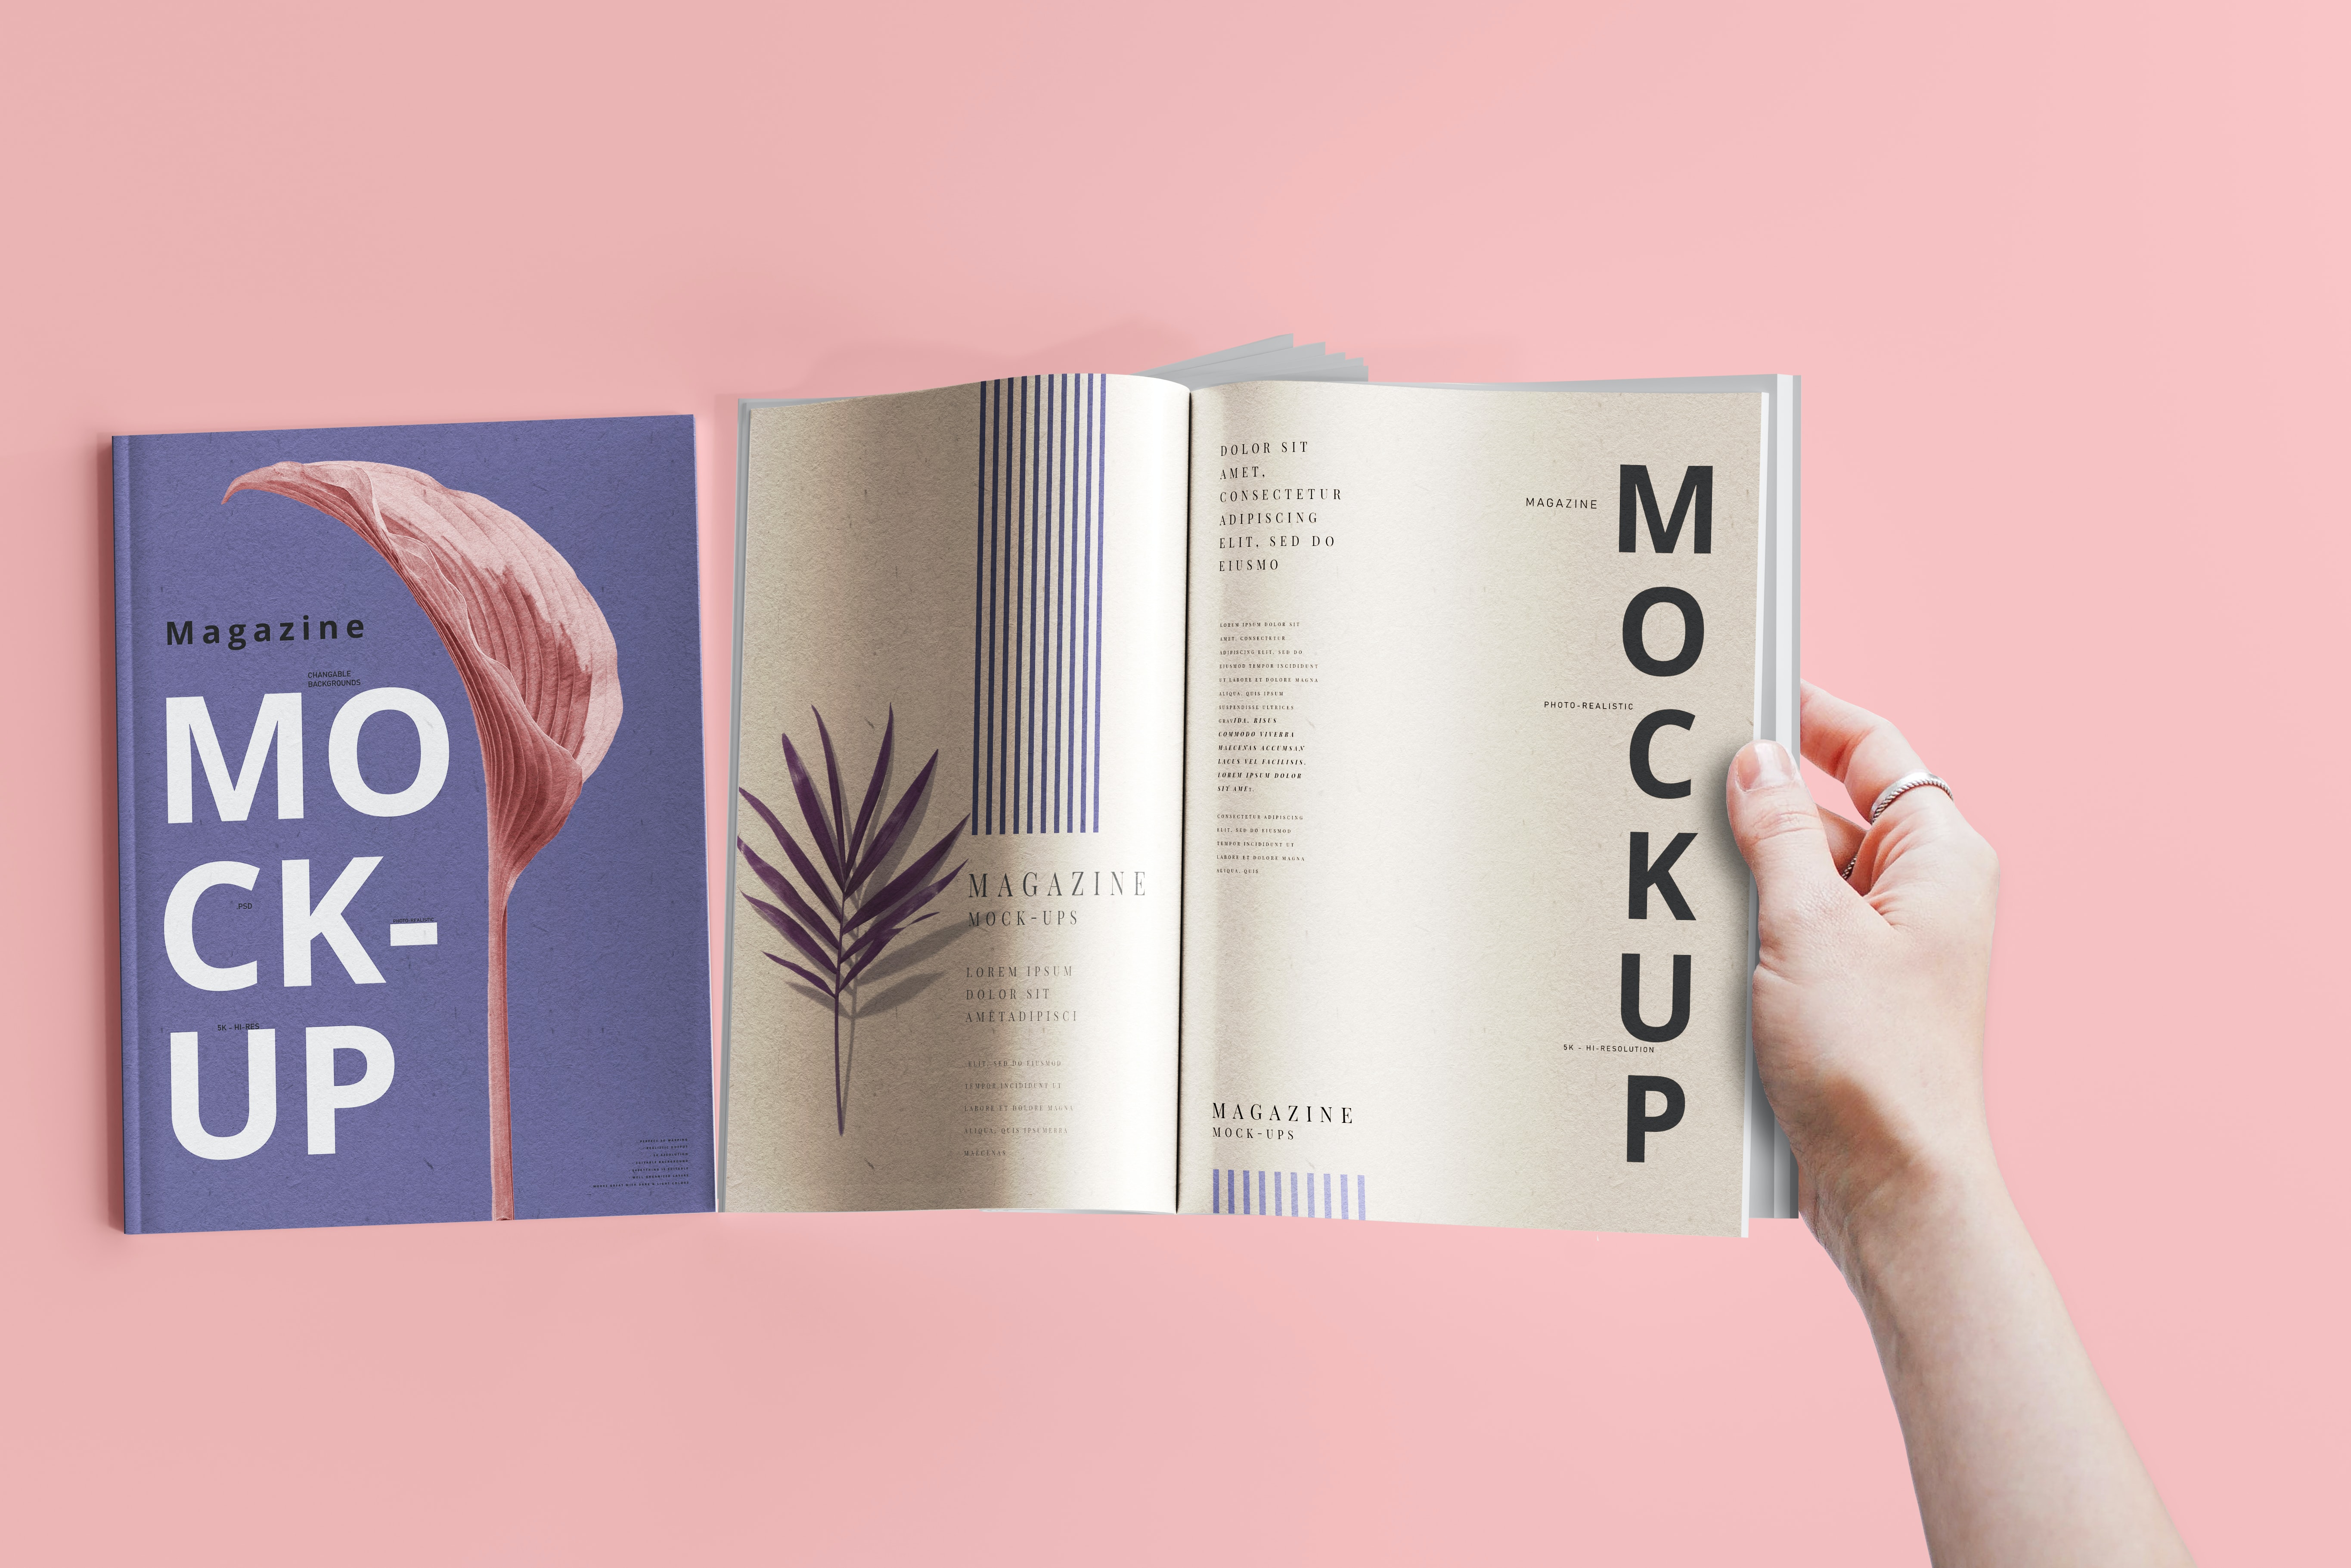 Magazine
CHANGABLE
BACKGROUNDS
MO
CK-
UP
.PSD
PHOTO-REALISTIC
5K - HI-RES
MAGAZINE
MOCK-UPS
LOREM IPSUM
DOLOR SIT
AMETADIPISCI
ELIT, SED DO EIUSMOD
TEMPOR INCIDIDUNT UT
LABORE ET DOLORE MAGNA
ALIQUA. QUIS IPSUMERRA
MAECENAS
DOLOR SIT
AMET,
CONSECTETUR
ADIPISCING
ELIT, SED DO
EIUSMO
LOREM IPSUM DOLOR SIT
AMET, CONSECTETUR
ADIPISCING ELIT, SED DO
EIUSMOD TEMPOR INCIDIDUNT
UT LABORE ET DOLORE MAGNA
ALIQUA. QUIS IPSUM
SUSPENDISSE ULTRICES
GRAVIDA. RISUS
COMMODO VIVERRA
MAECENAS ACCUMSAN
LACUS VEL FACILISIS.
LOREM IPSUM DOLOR
SIT AMET,
CONSECTETUR ADIPISCING
ELIT, SED DO EIUSMOD
TEMPOR INCIDIDUNT UT
LABORE ET DOLORE MAGNA
ALIQUA. QUIS
MAGAZINE
MOCK-UPS
MAGAZINE
PHOTO-REALISTIC
5K - HI-RESOLUTION
M
O
C
K
U
P